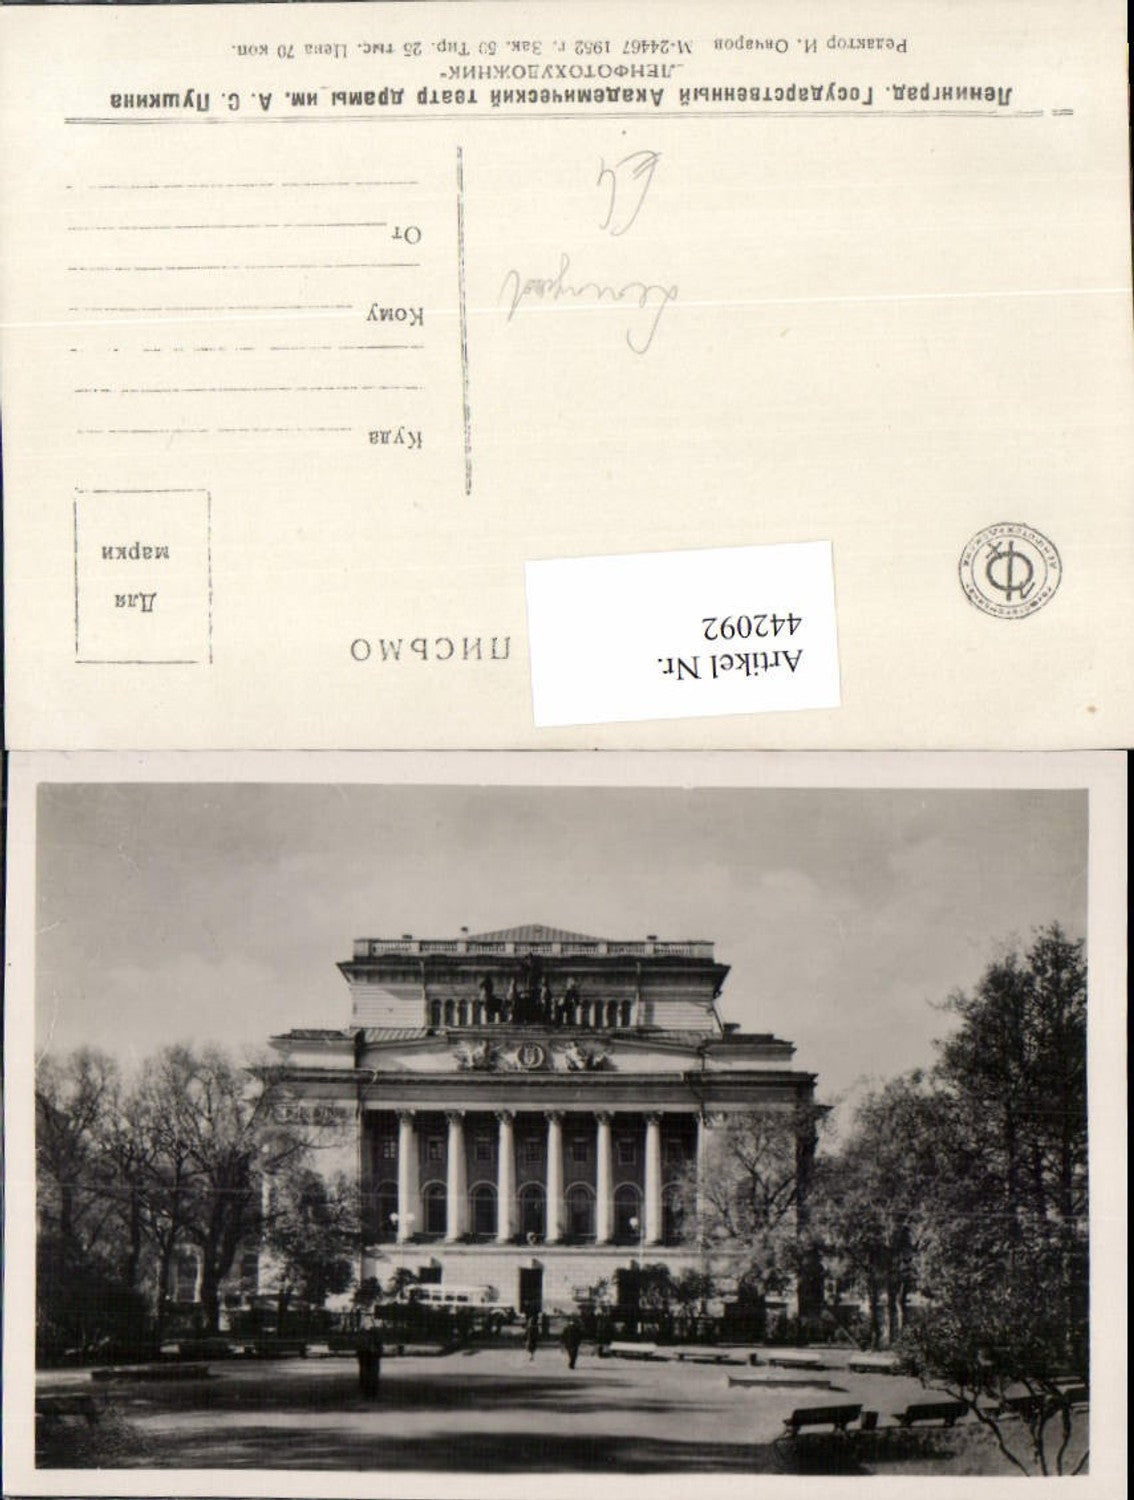 ПИСЬМО
Для
марки
Куда
Кому
От
Ленинград. Государственный Академический театр драмы им. А. С. Пушкина
„ЛЕНФОТОХУДОЖНИК“
Редактор И. Овчаров М-24467 1952 г. Зак. 50 Тир. 25 тыс. Цена 70 коп.
Artikel Nr.
442092
Leningrad